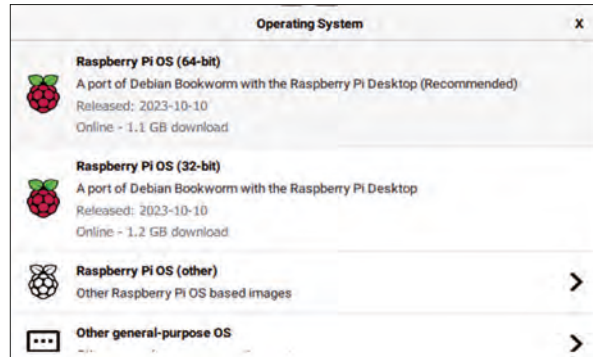 Operating System
X
Raspberry Pi OS (64-bit)
A port of Debian Bookworm with the Raspberry Pi Desktop (Recommended)
Released: 2023-10-10
Online - 1.1 GB download
Raspberry Pi OS (32-bit)
A port of Debian Bookworm with the Raspberry Pi Desktop
Released: 2023-10-10
Online - 1.2 GB download
Raspberry Pi OS (other)
Other Raspberry Pi OS based images
Other general-purpose OS